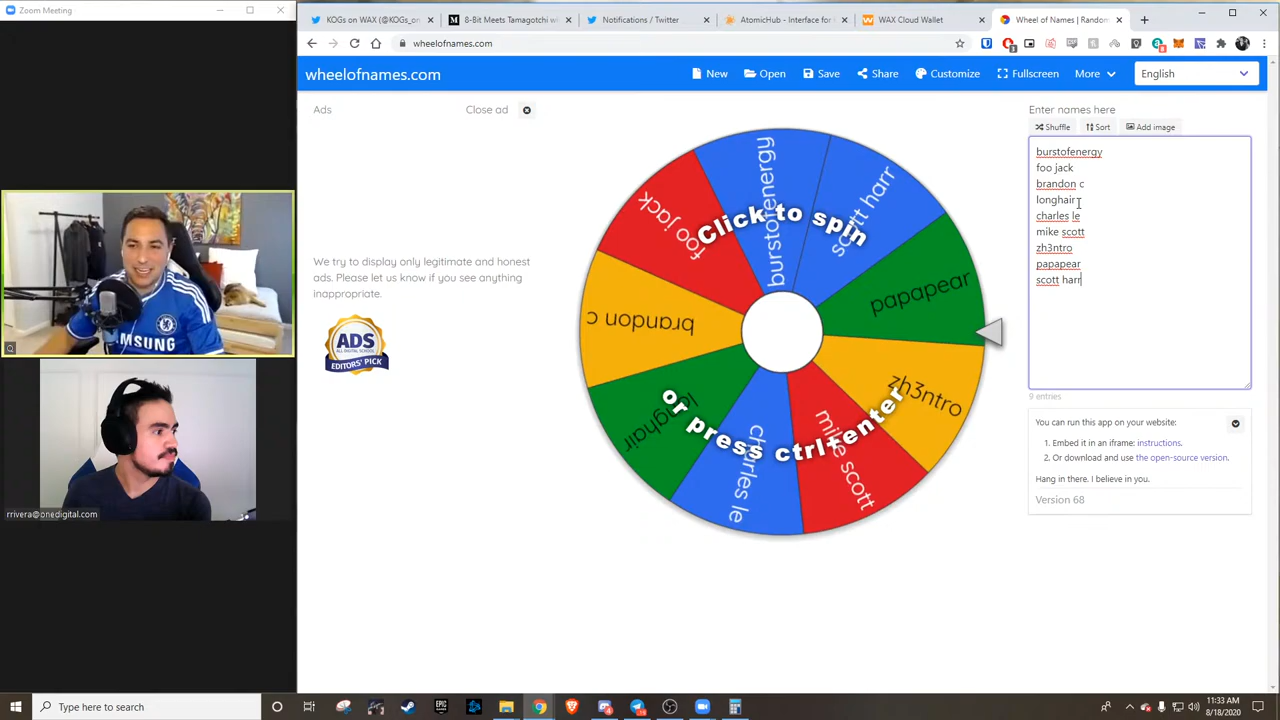 Zoom Meeting
KOGs on WAX (@KOGs_on
8-Bit Meets Tamagotchi wi
Notifications / Twitter
AtomicHub - Interface for
WAX Cloud Wallet
Wheel of Names | Random
wheelofnames.com
wheelofnames.com
New
Open
Save
Share
Customize
Fullscreen
More
English
Ads
Close ad
We try to display only legitimate and honest
ads. Please let us know if you see anything
inappropriate.
ADS
EDITORS' PICK
Click to spin
or press ctrl+enter
burstofenergy
scott harr
papapear
zh3ntro
mike scott
charles le
longhair
brandon c
foo jack
Enter names here
Shuffle
Sort
Add image
burstofenergy
foo jack
brandon c
longhair
charles le
mike scott
zh3ntro
papapear
scott harr
9 entries
You can run this app on your website:
1. Embed it in an iframe: instructions.
2. Or download and use the open-source version.
Hang in there. I believe in you.
Version 68
SAMSUNG
rrivera@onedigital.com
Type here to search
11:33 AM
8/18/2020